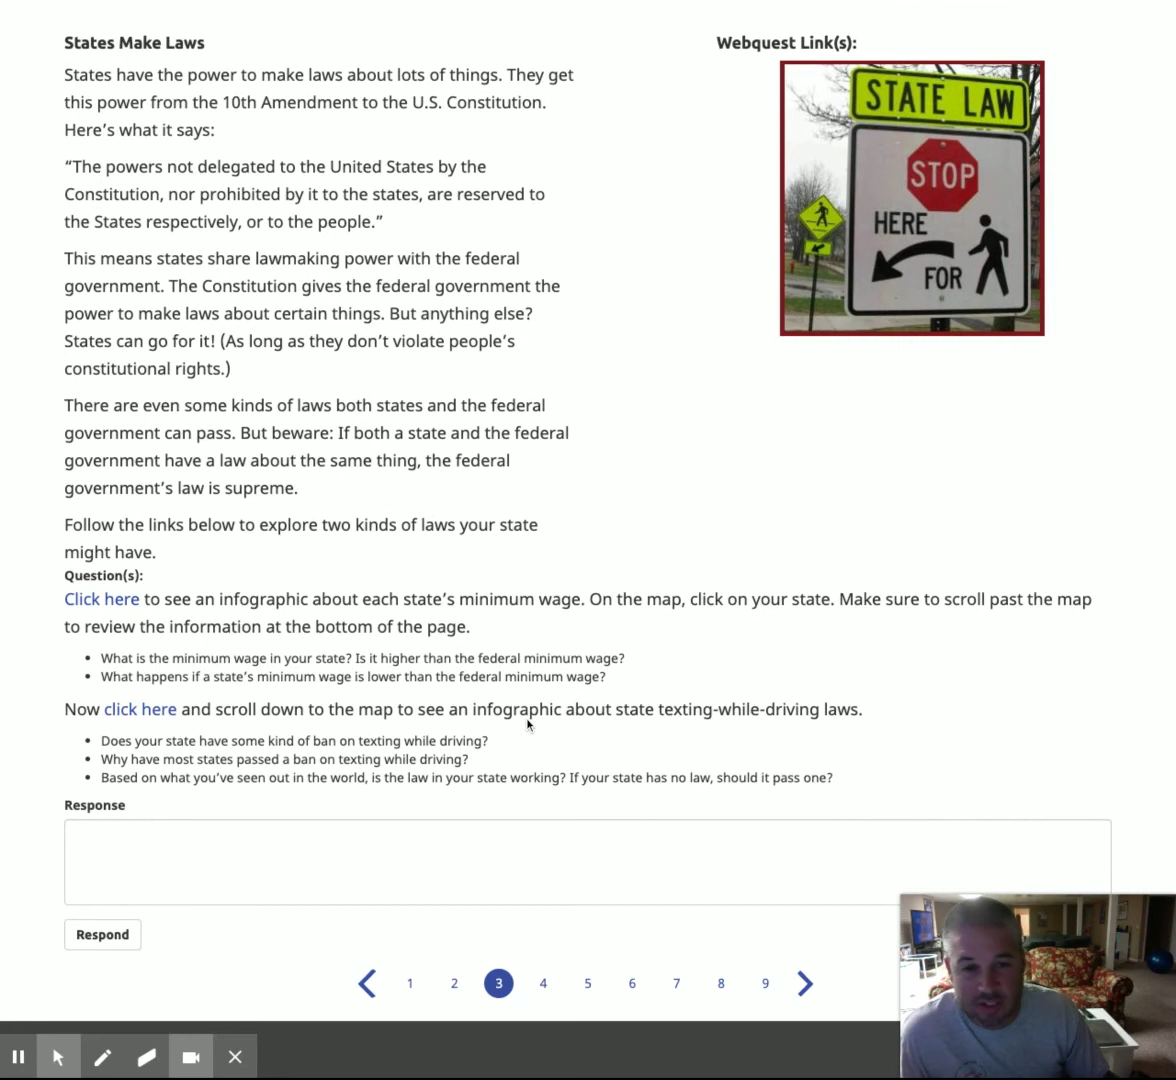 States Make Laws
States have the power to make laws about lots of things. They get
this power from the 10th Amendment to the U.S. Constitution.
Here’s what it says:
“The powers not delegated to the United States by the
Constitution, nor prohibited by it to the states, are reserved to
the States respectively, or to the people.”
This means states share lawmaking power with the federal
government. The Constitution gives the federal government the
power to make laws about certain things. But anything else?
States can go for it! (As long as they don’t violate people’s
constitutional rights.)
There are even some kinds of laws both states and the federal
government can pass. But beware: If both a state and the federal
government have a law about the same thing, the federal
government’s law is supreme.
Follow the links below to explore two kinds of laws your state
might have.
Webquest Link(s):
STATE LAW
STOP
HERE
FOR
Question(s):
Click here to see an infographic about each state’s minimum wage. On the map, click on your state. Make sure to scroll past the map
to review the information at the bottom of the page.
• What is the minimum wage in your state? Is it higher than the federal minimum wage?
• What happens if a state’s minimum wage is lower than the federal minimum wage?
Now click here and scroll down to the map to see an infographic about state texting-while-driving laws.
• Does your state have some kind of ban on texting while driving?
• Why have most states passed a ban on texting while driving?
• Based on what you’ve seen out in the world, is the law in your state working? If your state has no law, should it pass one?
Response
Respond
1 2 3 4 5 6 7 8 9